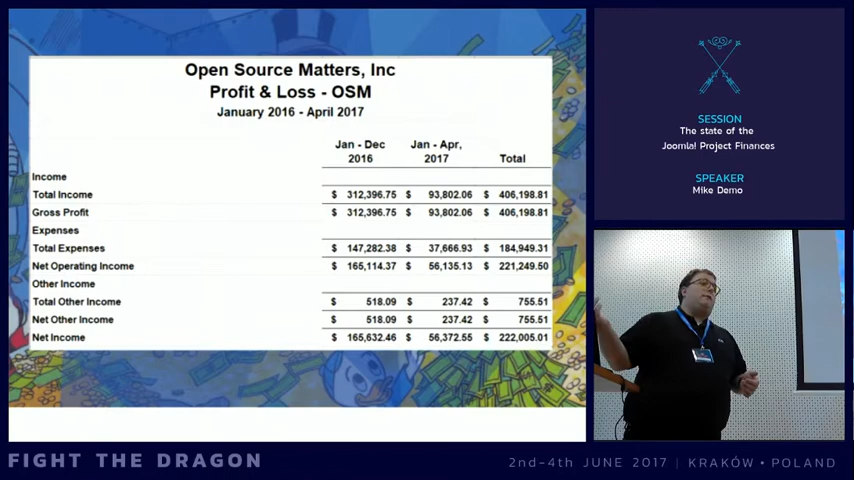 Open Source Matters, Inc
Profit & Loss - OSM
January 2016 - April 2017
Jan - Dec 2016 Jan - Apr, 2017 Total
Income
Total Income $ 312,396.75 $ 93,802.06 $ 406,198.81
Gross Profit $ 312,396.75 $ 93,802.06 $ 406,198.81
Expenses
Total Expenses $ 147,282.38 $ 37,666.93 $ 184,949.31
Net Operating Income $ 165,114.37 $ 56,135.13 $ 221,249.50
Other Income
Total Other Income $ 518.09 $ 237.42 $ 755.51
Net Other Income $ 518.09 $ 237.42 $ 755.51
Net Income $ 165,632.46 $ 56,372.55 $ 222,005.01
SESSION
The state of the
Joomla! Project Finances
SPEAKER
Mike Demo
FIGHT THE DRAGON
2nd-4th JUNE 2017 | KRAKÓW • POLAND